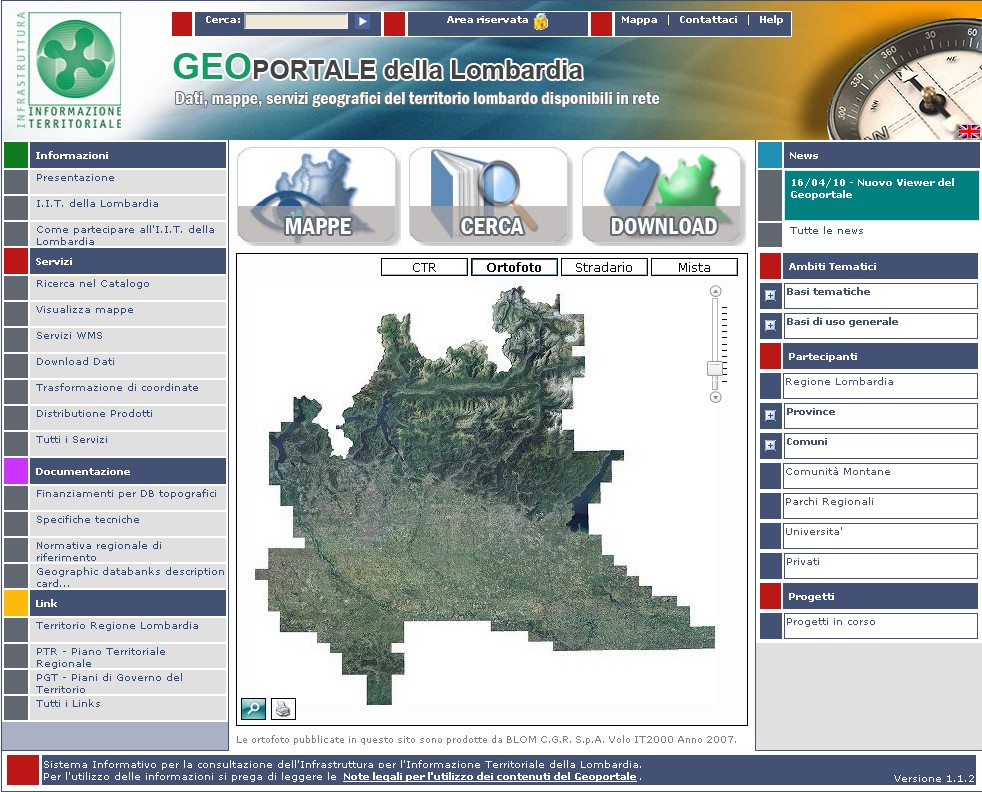 Cerca:
Area riservata
Mappa | Contattaci | Help
INFRASTRUTTURA
INFORMAZIONE
TERRITORIALE
GEOPORTALE della Lombardia
Dati, mappe, servizi geografici del territorio lombardo disponibili in rete
300
330
30
60
NW
NE
W
Informazioni
Presentazione
I.I.T. della Lombardia
Come partecipare all'I.I.T. della
Lombardia
Servizi
Ricerca nel Catalogo
Visualizza mappe
Servizi WMS
Download Dati
Trasformazione di coordinate
Distributione Prodotti
Tutti i Servizi
Documentazione
Finanziamenti per DB topografici
Specifiche tecniche
Normativa regionale di
riferimento
Geographic databanks description
card...
Link
Territorio Regione Lombardia
PTR - Piano Territoriale
Regionale
PGT - Piani di Governo del
Territorio
Tutti i Links
MAPPE
CERCA
DOWNLOAD
CTR
Ortofoto
Stradario
Mista
Le ortofoto pubblicate in questo sito sono prodotte da BLOM C.G.R. S.p.A. Volo IT2000 Anno 2007.
News
16/04/10 - Nuovo Viewer del
Geoportale
Tutte le news
Ambiti Tematici
Basi tematiche
Basi di uso generale
Partecipanti
Regione Lombardia
Province
Comuni
Comunità Montane
Parchi Regionali
Universita'
Privati
Progetti
Progetti in corso
Sistema Informativo per la consultazione dell'Infrastruttura per l'Informazione Territoriale della Lombardia.
Per l'utilizzo delle informazioni si prega di leggere le Note legali per l'utilizzo dei contenuti del Geoportale.
Versione 1.1.2